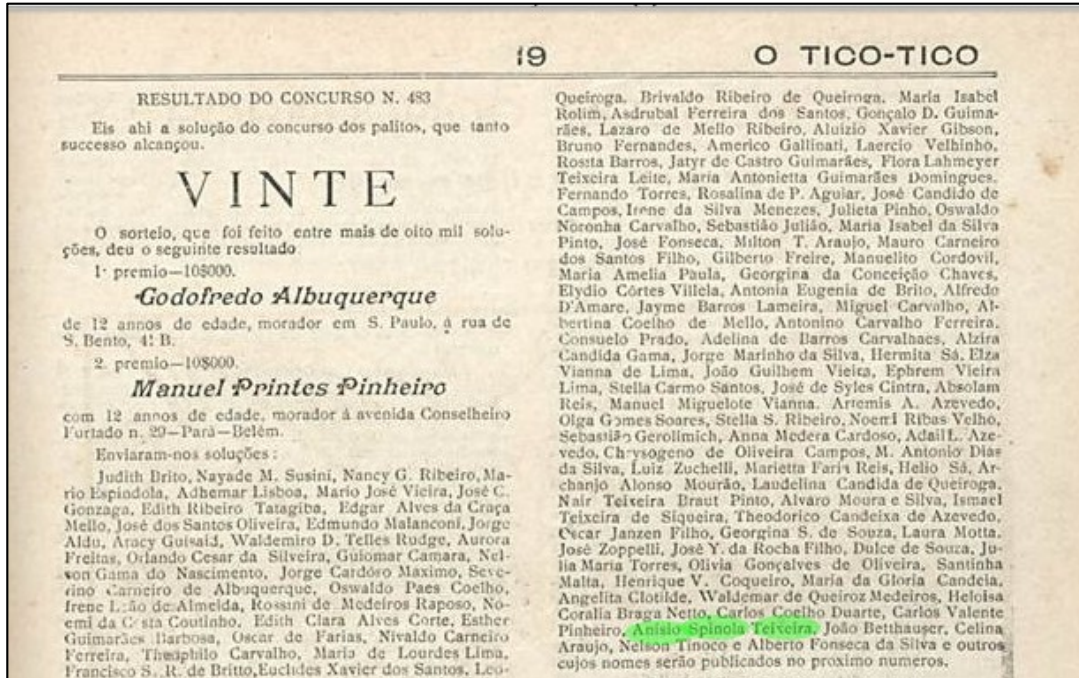 19
O TICO-TICO
RESULTADO DO CONCURSO N. 483
Eis ahi a solução do concurso dos palitos, que tanto
successo alcançou.
VINTE
O sorteio, que foi feito entre mais de oito mil solu-
ções, deu o seguinte resultado
1· premio—10$000.
Godofredo Albuquerque
de 12 annos de edade, morador em S. Paulo, á rua de
S. Bento, 4! B.
2. premio—10$000.
Manuel Printes Pinheiro
com 12 annos de edade, morador á avenida Conselheiro
Furtado n. 29—Pará—Belém.
Enviaram-nos soluções :
Judith Brito, Nayade M. Susini, Nancy G. Ribeiro, Ma-
rio Espindola, Adhemar Lisboa, Mario José Vieira, José C.
Gonzaga, Edith Ribeiro Tatagiba, Edgar Alves da Craça
Mello, José dos Santos Oliveira, Edmundo Malanconi, Jorge
Aldu, Aracy Guisaid, Waldemiro D. Telles Rudge, Aurora
Freitas, Orlando Cesar da Silveira, Guiomar Camara, Nel-
son Gama do Nascimento, Jorge Cardóso Maximo, Seve-
rino Carneiro de Albuquerque, Oswaldo Paes Coelho,
Irene Leão de Almeida, Rossini de Medeiros Raposo, No-
emi da Costa Coutinho, Edith Clara Alves Corte, Esther
Guimarães Barbosa, Oscar de Farias, Nivaldo Carneiro
Ferreira, Theophilo Carvalho, Maria de Lourdes Lima,
Francisco S. R. de Britto, Euclides Xavier dos Santos, Leo-
Queiroga, Brivaldo Ribeiro de Queiroga, Maria Isabel
Rolim, Asdrubal Ferreira dos Santos, Gonçalo D. Guima-
rães, Lazaro de Mello Ribeiro, Aluizio Xavier Gibson,
Bruno Fernandes, Americo Gallinati, Laercio Velhinho,
Rosita Barros, Jatyr de Castro Guimarães, Flora Lahmeyer
Teixeira Leite, Maria Antonietta Guimarães Domingues,
Fernando Torres, Rosalina de P. Aguiar, José Candido de
Campos, Irene da Silva Menezes, Julieta Pinho, Oswaldo
Noronha Carvalho, Sebastião Julião, Maria Isabel da Silva
Pinto, José Fonseca, Milton T. Araujo, Mauro Carneiro
dos Santos Filho, Gilberto Freire, Manuelito Cordovil,
Maria Amelia Paula, Georgina da Conceição Chaves,
Elydio Côrtes Villela, Antonia Eugenia de Brito, Alfredo
D'Amare, Jayme Barros Lameira, Miguel Carvalho, Al-
bertina Coelho de Mello, Antonino Carvalho Ferreira,
Consuelo Prado, Adelina de Barros Carvalhaes, Alzira
Candida Gama, Jorge Marinho da Silva, Hermita Sá, Elza
Vianna de Lima, João Guilhem Vieira, Ephrem Vieira
Lima, Stella Carmo Santos, José de Syles Cintra, Absolam
Reis, Manuel Miguelote Vianna, Artemis A. Azevedo,
Olga Gomes Soares, Stella S. Ribeiro, Noemi Ribas Velho,
Sebastião Gerolimich, Anna Medera Cardoso, Adail L. Aze-
vedo, Chrysogeno de Oliveira Campos, M. Antonio Dias
da Silva, Luiz Zuchelli, Marietta Faria Reis, Helio Sá, Ar-
chanjo Alonso Mourão, Laudelina Candida de Queiroga,
Nair Teixeira Braut Pinto, Alvaro Moura e Silva, Ismael
Teixeira de Siqueira, Theodorico Candeixa de Azevedo,
Oscar Janzen Filho, Georgina S. de Souza, Laura Motta,
José Zoppelli, José Y. da Rocha Filho, Dulce de Souza, Ju-
lia Maria Torres, Olivia Gonçalves de Oliveira, Santinha
Malta, Henrique V. Coqueiro, Maria da Gloria Candeia,
Angelita Clotilde, Waldemar de Queiroz Medeiros, Heloisa
Coralia Braga Netto, Carlos Coelho Duarte, Carlos Valente
Pinheiro, Anisio Spinola Teixeira, João Betthauser, Celina
Araujo, Nelson Tinoco e Alberto Fonseca da Silva e outros
cujos nomes serão publicados no proximo numeros.